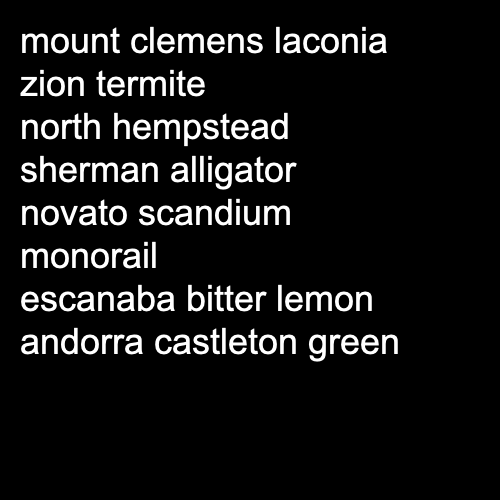 mount clemens laconia
zion termite
north hempstead
sherman alligator
novato scandium
monorail
escanaba bitter lemon
andorra castleton green